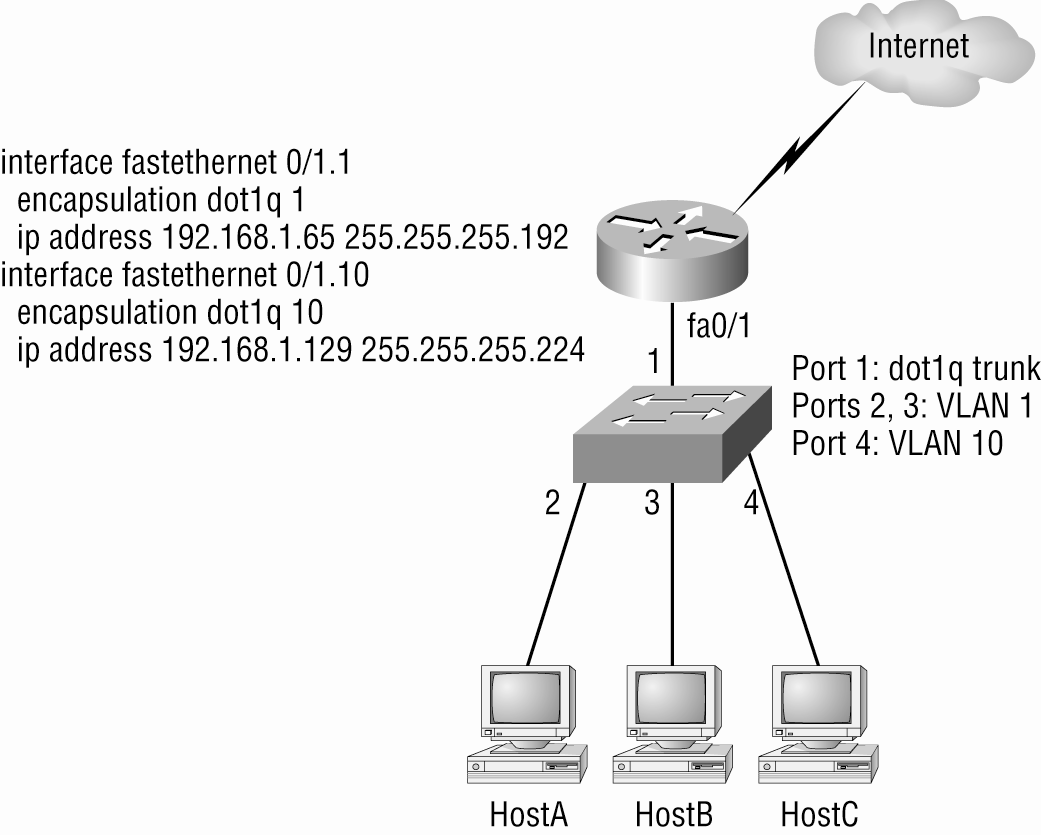 Internet
interface fastethernet 0/1.1
encapsulation dot1q 1
ip address 192.168.1.65 255.255.255.192
interface fastethernet 0/1.10
encapsulation dot1q 10
ip address 192.168.1.129 255.255.255.224
fa0/1
1
Port 1: dot1q trunk
Ports 2, 3: VLAN 1
Port 4: VLAN 10
2
3
4
HostA
HostB
HostC